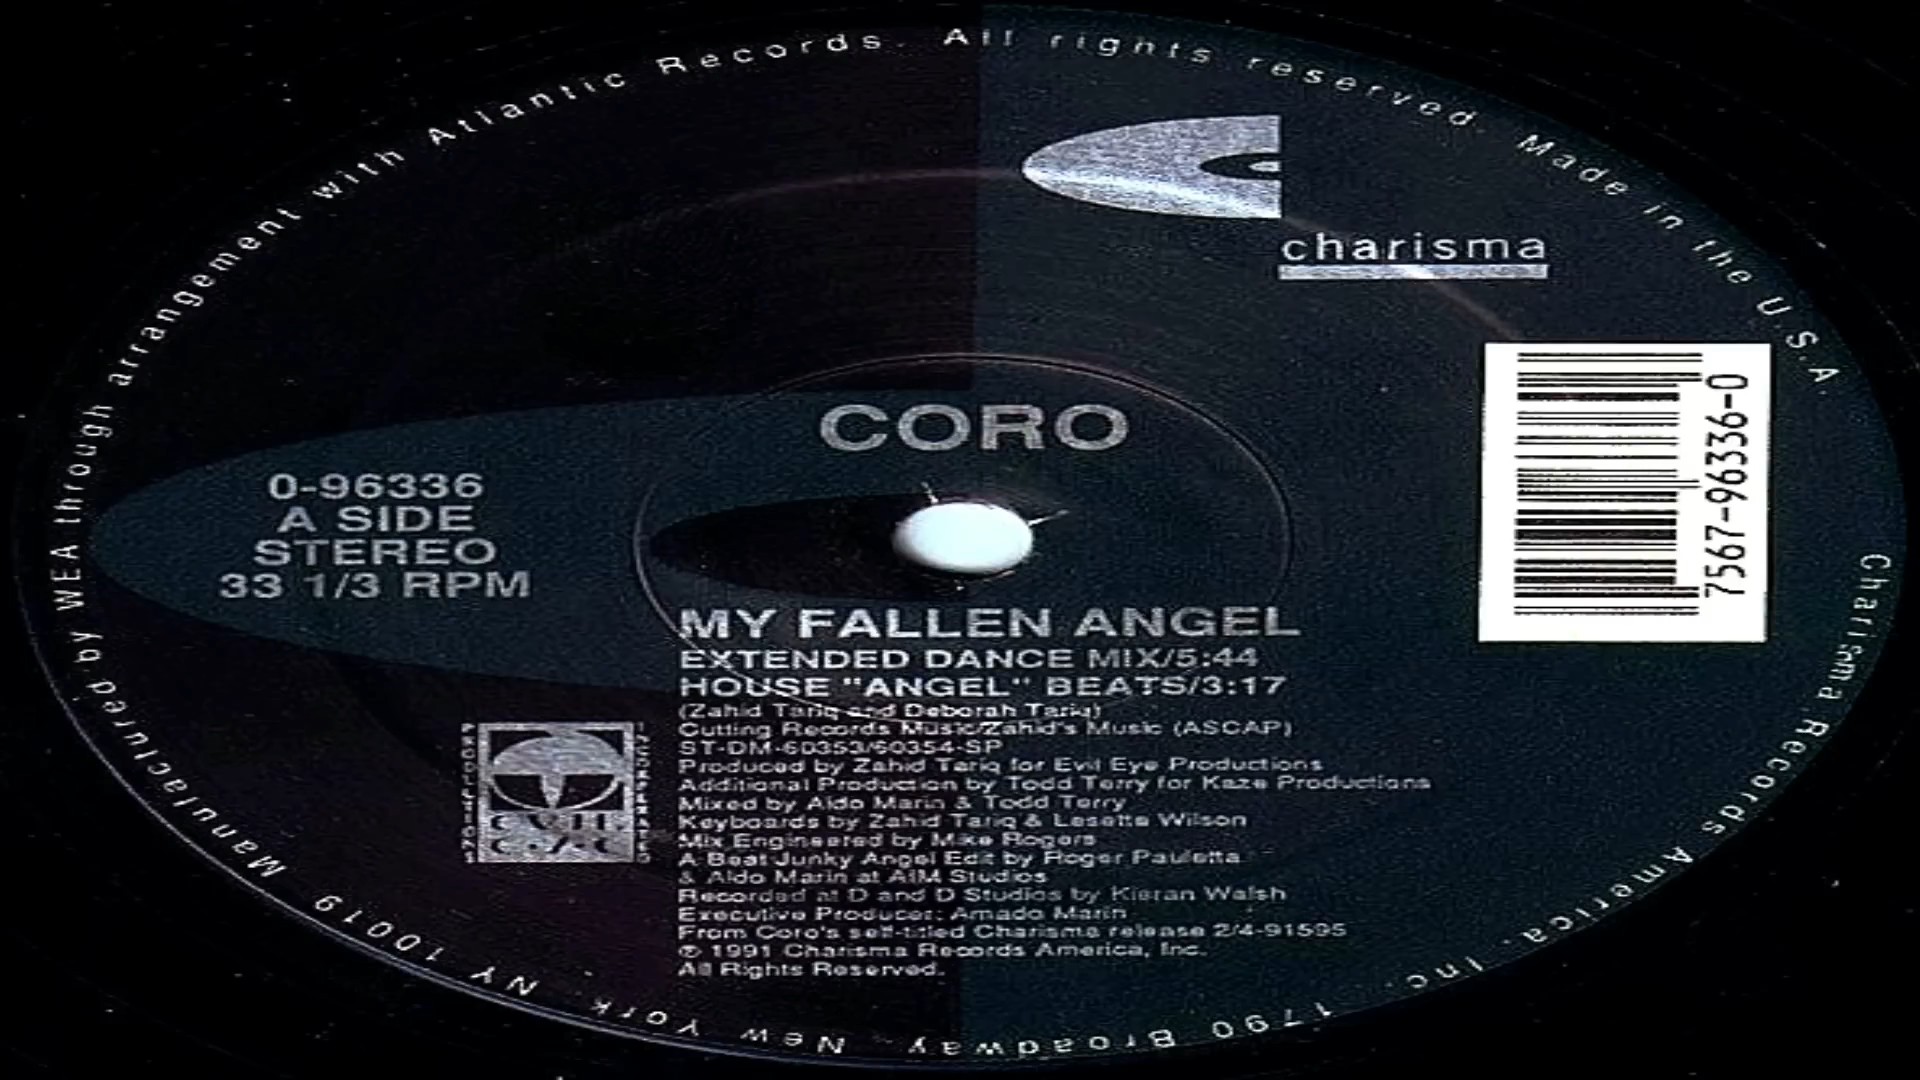 Manufactured by WEA through arrangement with Atlantic Records. All rights reserved. Made in the U.S.A.
charisma
CORO
0-96336
A SIDE
STEREO
33 1/3 RPM
7567-96336-0
MY FALLEN ANGEL
EXTENDED DANCE MIX/5:44
HOUSE "ANGEL" BEATS/3:17
(Zahid Tariq and Deborah Tariq)
Cutting Records Music/Zahid's Music (ASCAP)
ST-DM-60353/60354-SP
Produced by Zahid Tariq for Evil Eye Productions
Additional Production by Todd Terry for Kaze Productions
Mixed by Aldo Marin & Todd Terry
Keyboards by Zahid Tariq & Lesette Wilson
Mix Engineered by Mike Rogers
A Beat Junky Angel Edit by Roger Pauletta
& Aldo Marin at AIM Studios
Recorded at D and D Studios by Kieran Walsh
Executive Producer: Amado Marin
From Coro's self-titled Charisma release 2/4-91595
℗ 1991 Charisma Records America, Inc.
All Rights Reserved.
EVIL
EYE
Charisma Records America, Inc., 1790 Broadway, New York, NY 10019